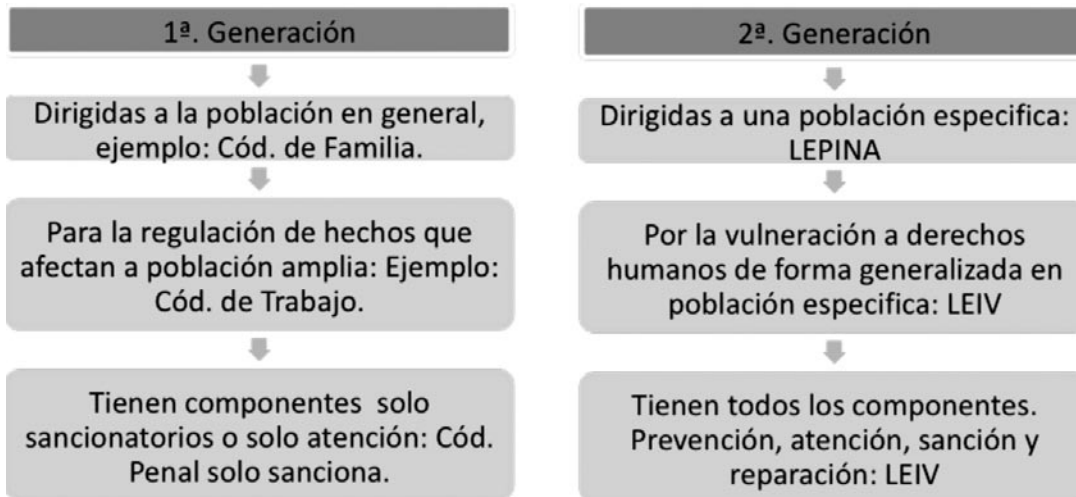 1ª. Generación
Dirigidas a la población en general,
ejemplo: Cód. de Familia.
Para la regulación de hechos que
afectan a población amplia: Ejemplo:
Cód. de Trabajo.
Tienen componentes solo
sancionatorios o solo atención: Cód.
Penal solo sanciona.
2ª. Generación
Dirigidas a una población especifica:
LEPINA
Por la vulneración a derechos
humanos de forma generalizada en
población especifica: LEIV
Tienen todos los componentes.
Prevención, atención, sanción y
reparación: LEIV